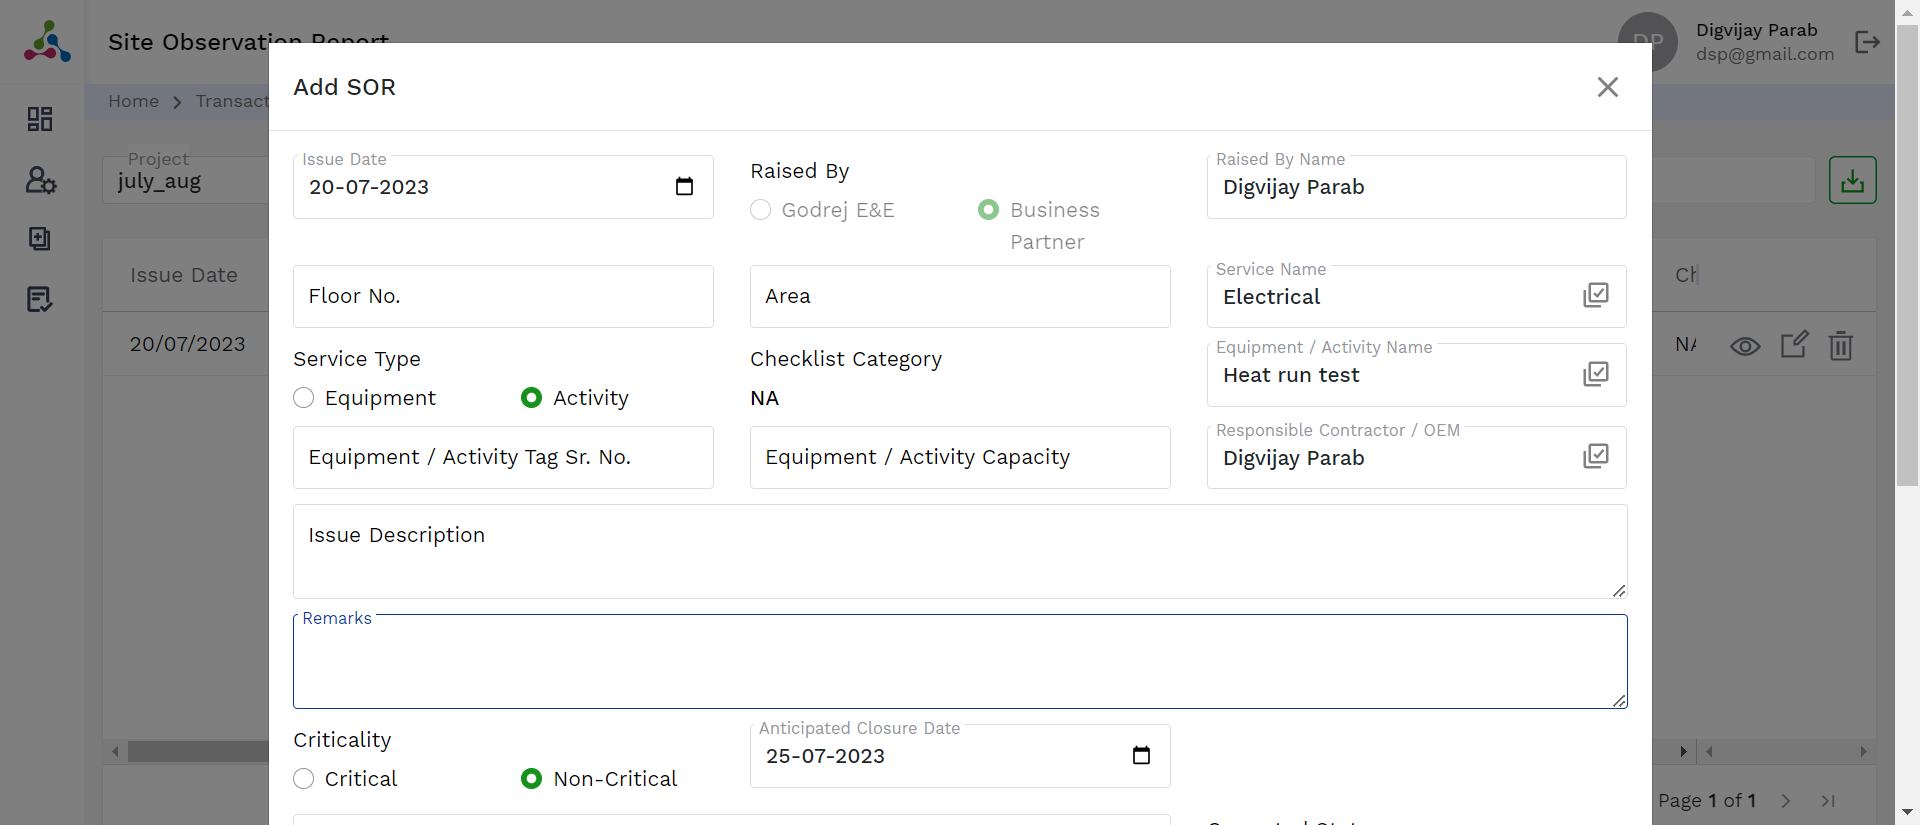 Site Observation Report
DP
Digvijay Parab
dsp@gmail.com
Home
Transact
Project
july_aug
Issue Date
20/07/2023
Add SOR
Issue Date
20-07-2023
Raised By
Godrej E&E
Business
Partner
Raised By Name
Digvijay Parab
Floor No.
Area
Service Name
Electrical
Service Type
Equipment
Activity
Checklist Category
NA
Equipment / Activity Name
Heat run test
Equipment / Activity Tag Sr. No.
Equipment / Activity Capacity
Responsible Contractor / OEM
Digvijay Parab
Issue Description
Remarks
Criticality
Critical
Non-Critical
Anticipated Closure Date
25-07-2023
Page 1 of 1